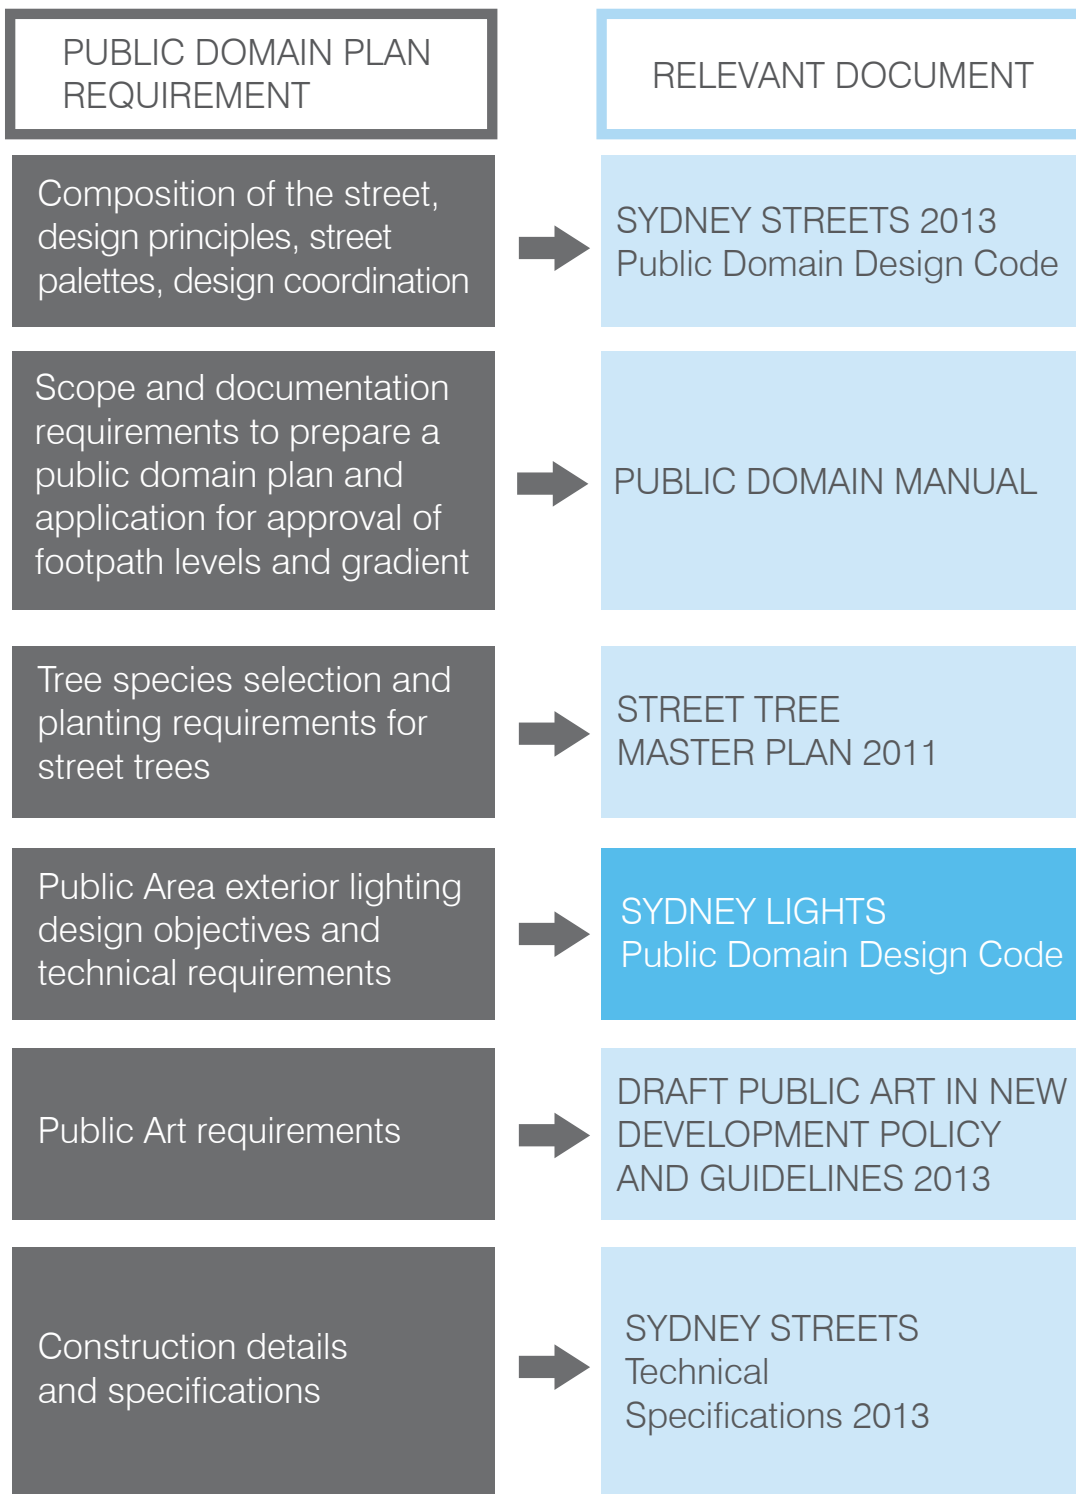 PUBLIC DOMAIN PLAN
REQUIREMENT
RELEVANT DOCUMENT
Composition of the street,
design principles, street
palettes, design coordination
SYDNEY STREETS 2013
Public Domain Design Code
Scope and documentation
requirements to prepare a
public domain plan and
application for approval of
footpath levels and gradient
PUBLIC DOMAIN MANUAL
Tree species selection and
planting requirements for
street trees
STREET TREE
MASTER PLAN 2011
Public Area exterior lighting
design objectives and
technical requirements
SYDNEY LIGHTS
Public Domain Design Code
Public Art requirements
DRAFT PUBLIC ART IN NEW
DEVELOPMENT POLICY
AND GUIDELINES 2013
Construction details
and specifications
SYDNEY STREETS
Technical
Specifications 2013